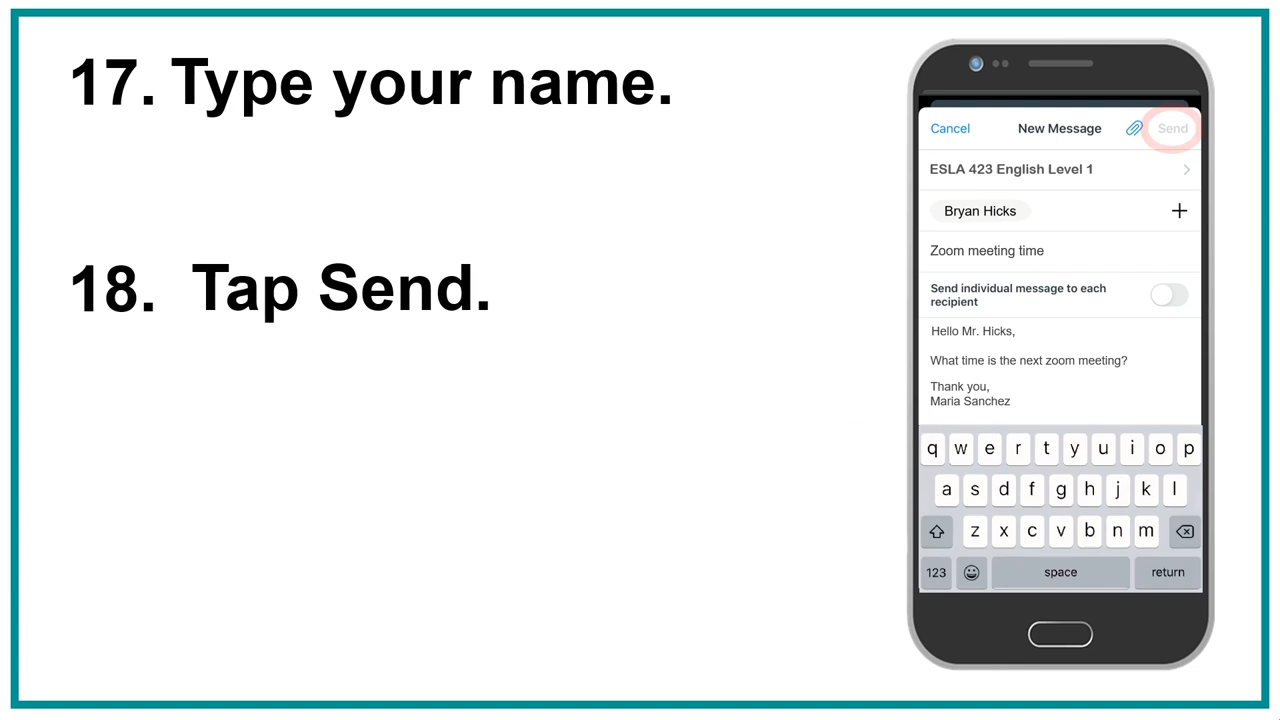 17. Type your name.
18. Tap Send.
Cancel New Message Send
ESLA 423 English Level 1
Bryan Hicks
Zoom meeting time
Send individual message to each
recipient
Hello Mr. Hicks,
What time is the next zoom meeting?
Thank you,
Maria Sanchez
q w e r t y u i o p
a s d f g h j k l
z x c v b n m
123 space return